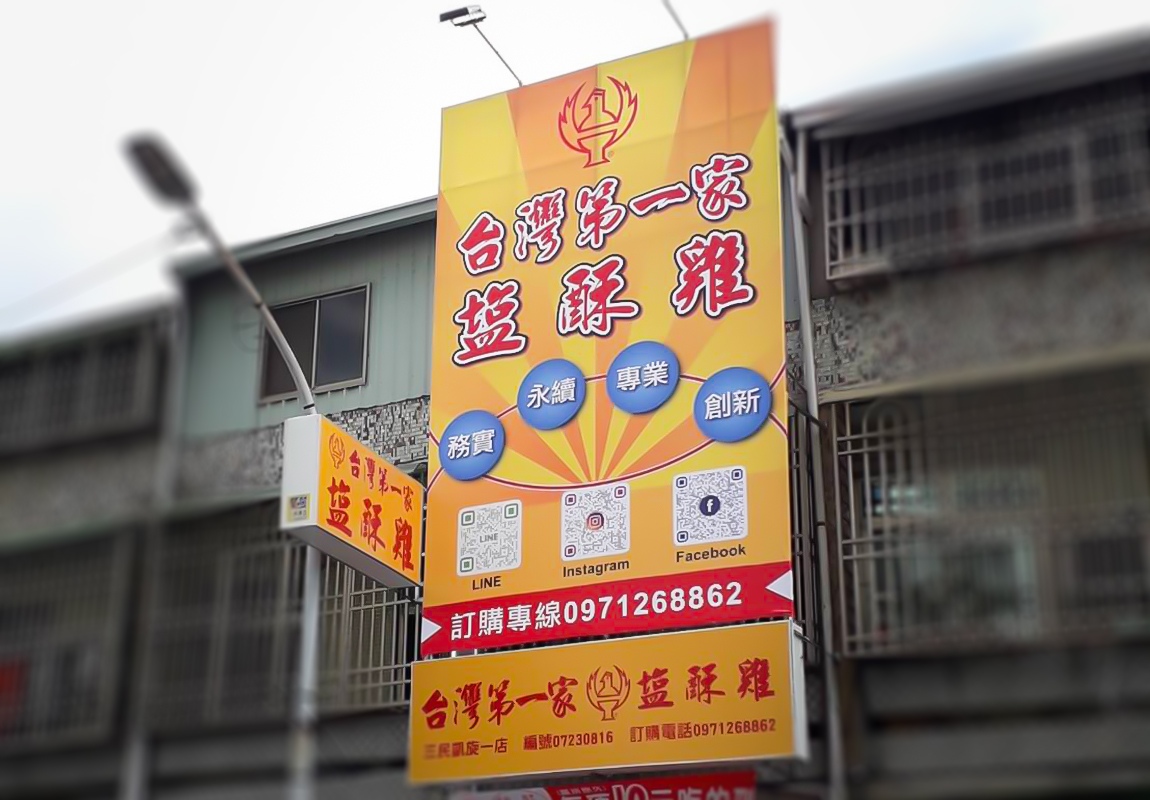 台灣第一家
塩酥雞
務實
永續
專業
創新
LINE
LINE
Instagram
Facebook
訂購專線0971268862
台灣第一家
塩酥雞
台灣第一家 塩酥雞
三民凱旋一店 編號07230816 訂購電話0971268862